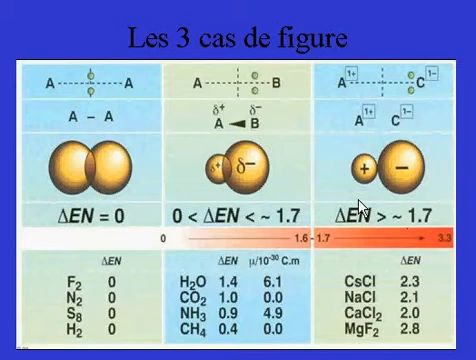 Les 3 cas de figure
A A
A B
A 1+ C 1-
A – A
δ+ δ–
A B
A 1+ C 1-
δ+ δ–
+ –
ΔEN = 0
0 < ΔEN < ~ 1.7
ΔEN > ~ 1.7
0 1.6 - 1.7 3.3
ΔEN
F2 0
N2 0
S8 0
H2 0
ΔEN μ/10-30 C.m
H2O 1.4 6.1
CO2 1.0 0.0
NH3 0.9 4.9
CH4 0.4 0.0
ΔEN
CsCl 2.3
NaCl 2.1
CaCl2 2.0
MgF2 2.8